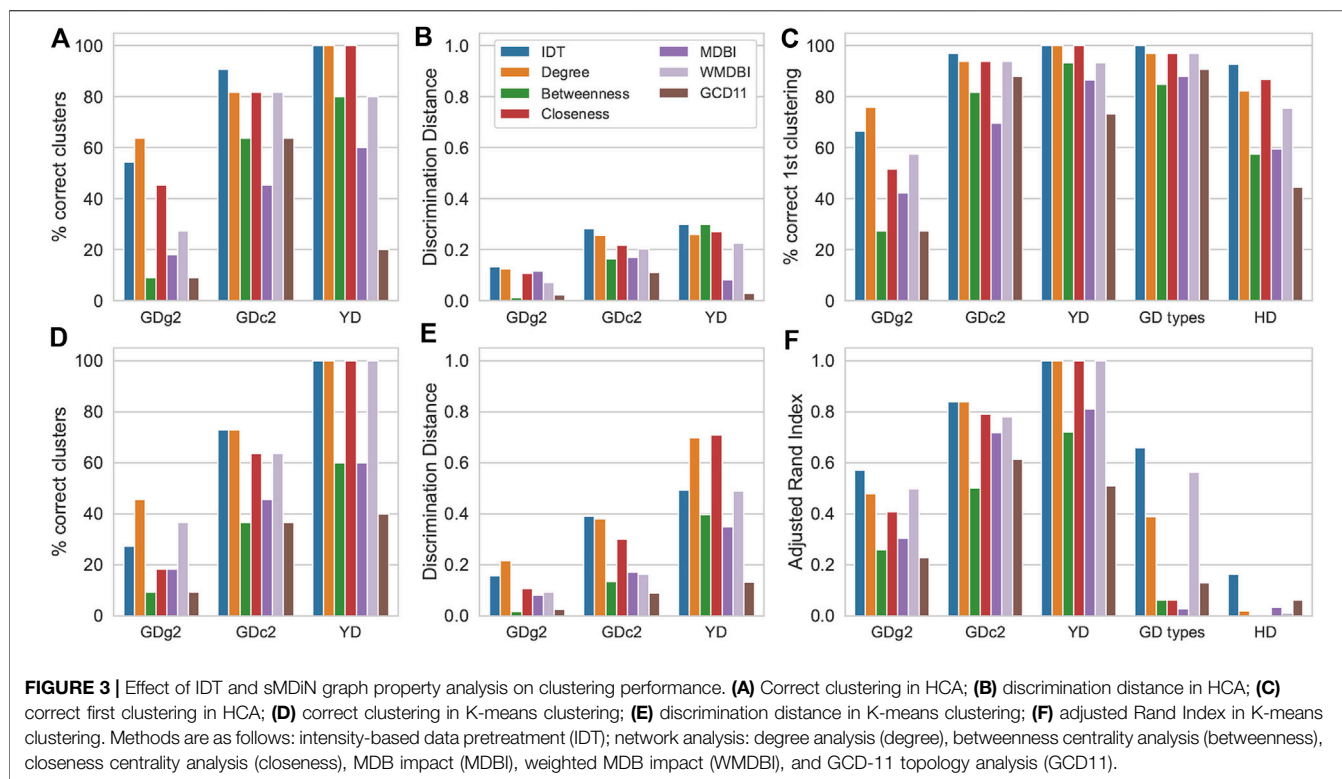 A
% correct clusters
100
80
60
40
20
0
GDg2 GDc2 YD
B
Discrimination Distance
1.0
0.8
0.6
0.4
0.2
0.0
IDT
Degree
Betweenness
Closeness
MDBI
WMDBI
GCD11
GDg2 GDc2 YD
C
% correct 1st clustering
100
80
60
40
20
0
GDg2 GDc2 YD GD types HD
D
% correct clusters
100
80
60
40
20
0
GDg2 GDc2 YD
E
Discrimination Distance
1.0
0.8
0.6
0.4
0.2
0.0
GDg2 GDc2 YD
F
Adjusted Rand Index
1.0
0.8
0.6
0.4
0.2
0.0
GDg2 GDc2 YD GD types HD
FIGURE 3 | Effect of IDT and sMDiN graph property analysis on clustering performance. (A) Correct clustering in HCA; (B) discrimination distance in HCA; (C)
correct first clustering in HCA; (D) correct clustering in K-means clustering; (E) discrimination distance in K-means clustering; (F) adjusted Rand Index in K-means
clustering. Methods are as follows: intensity-based data pretreatment (IDT); network analysis: degree analysis (degree), betweenness centrality analysis (betweenness),
closeness centrality analysis (closeness), MDB impact (MDBI), weighted MDB impact (WMDBI), and GCD-11 topology analysis (GCD11).